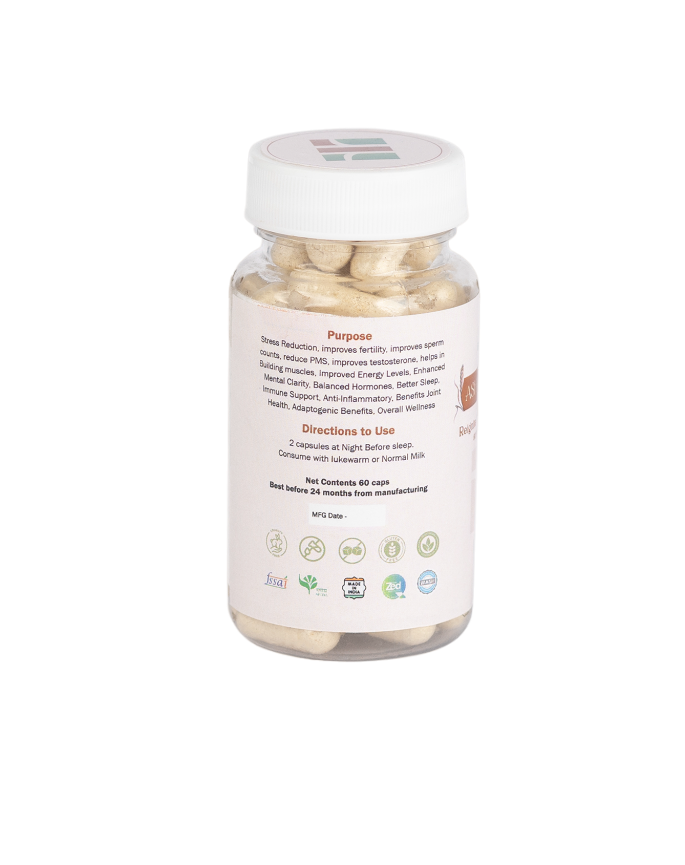 Purpose
Stress Reduction, improves fertility, improves sperm
counts, reduce PMS, improves testosterone, helps in
Building muscles, Improved Energy Levels, Enhanced
Mental Clarity, Balanced Hormones, Better Sleep,
Immune Support, Anti-Inflammatory, Benefits Joint
Health, Adaptogenic Benefits, Overall Wellness
Directions to Use
2 capsules at Night Before sleep.
Consume with lukewarm or Normal Milk
Net Contents 60 caps
Best before 24 months from manufacturing
MFG Date -
fssai
MADE
IN
INDIA
Zed